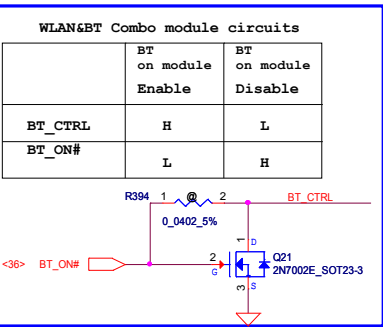 WLAN&BT Combo module circuits
BT on module Enable
BT on module Disable
BT_CTRL H L
BT_ON# L H
R394 1 @ 2 BT_CTRL
0_0402_5%
1 D
<36> BT_ON# 2 G Q21
2N7002E_SOT23-3
3 S